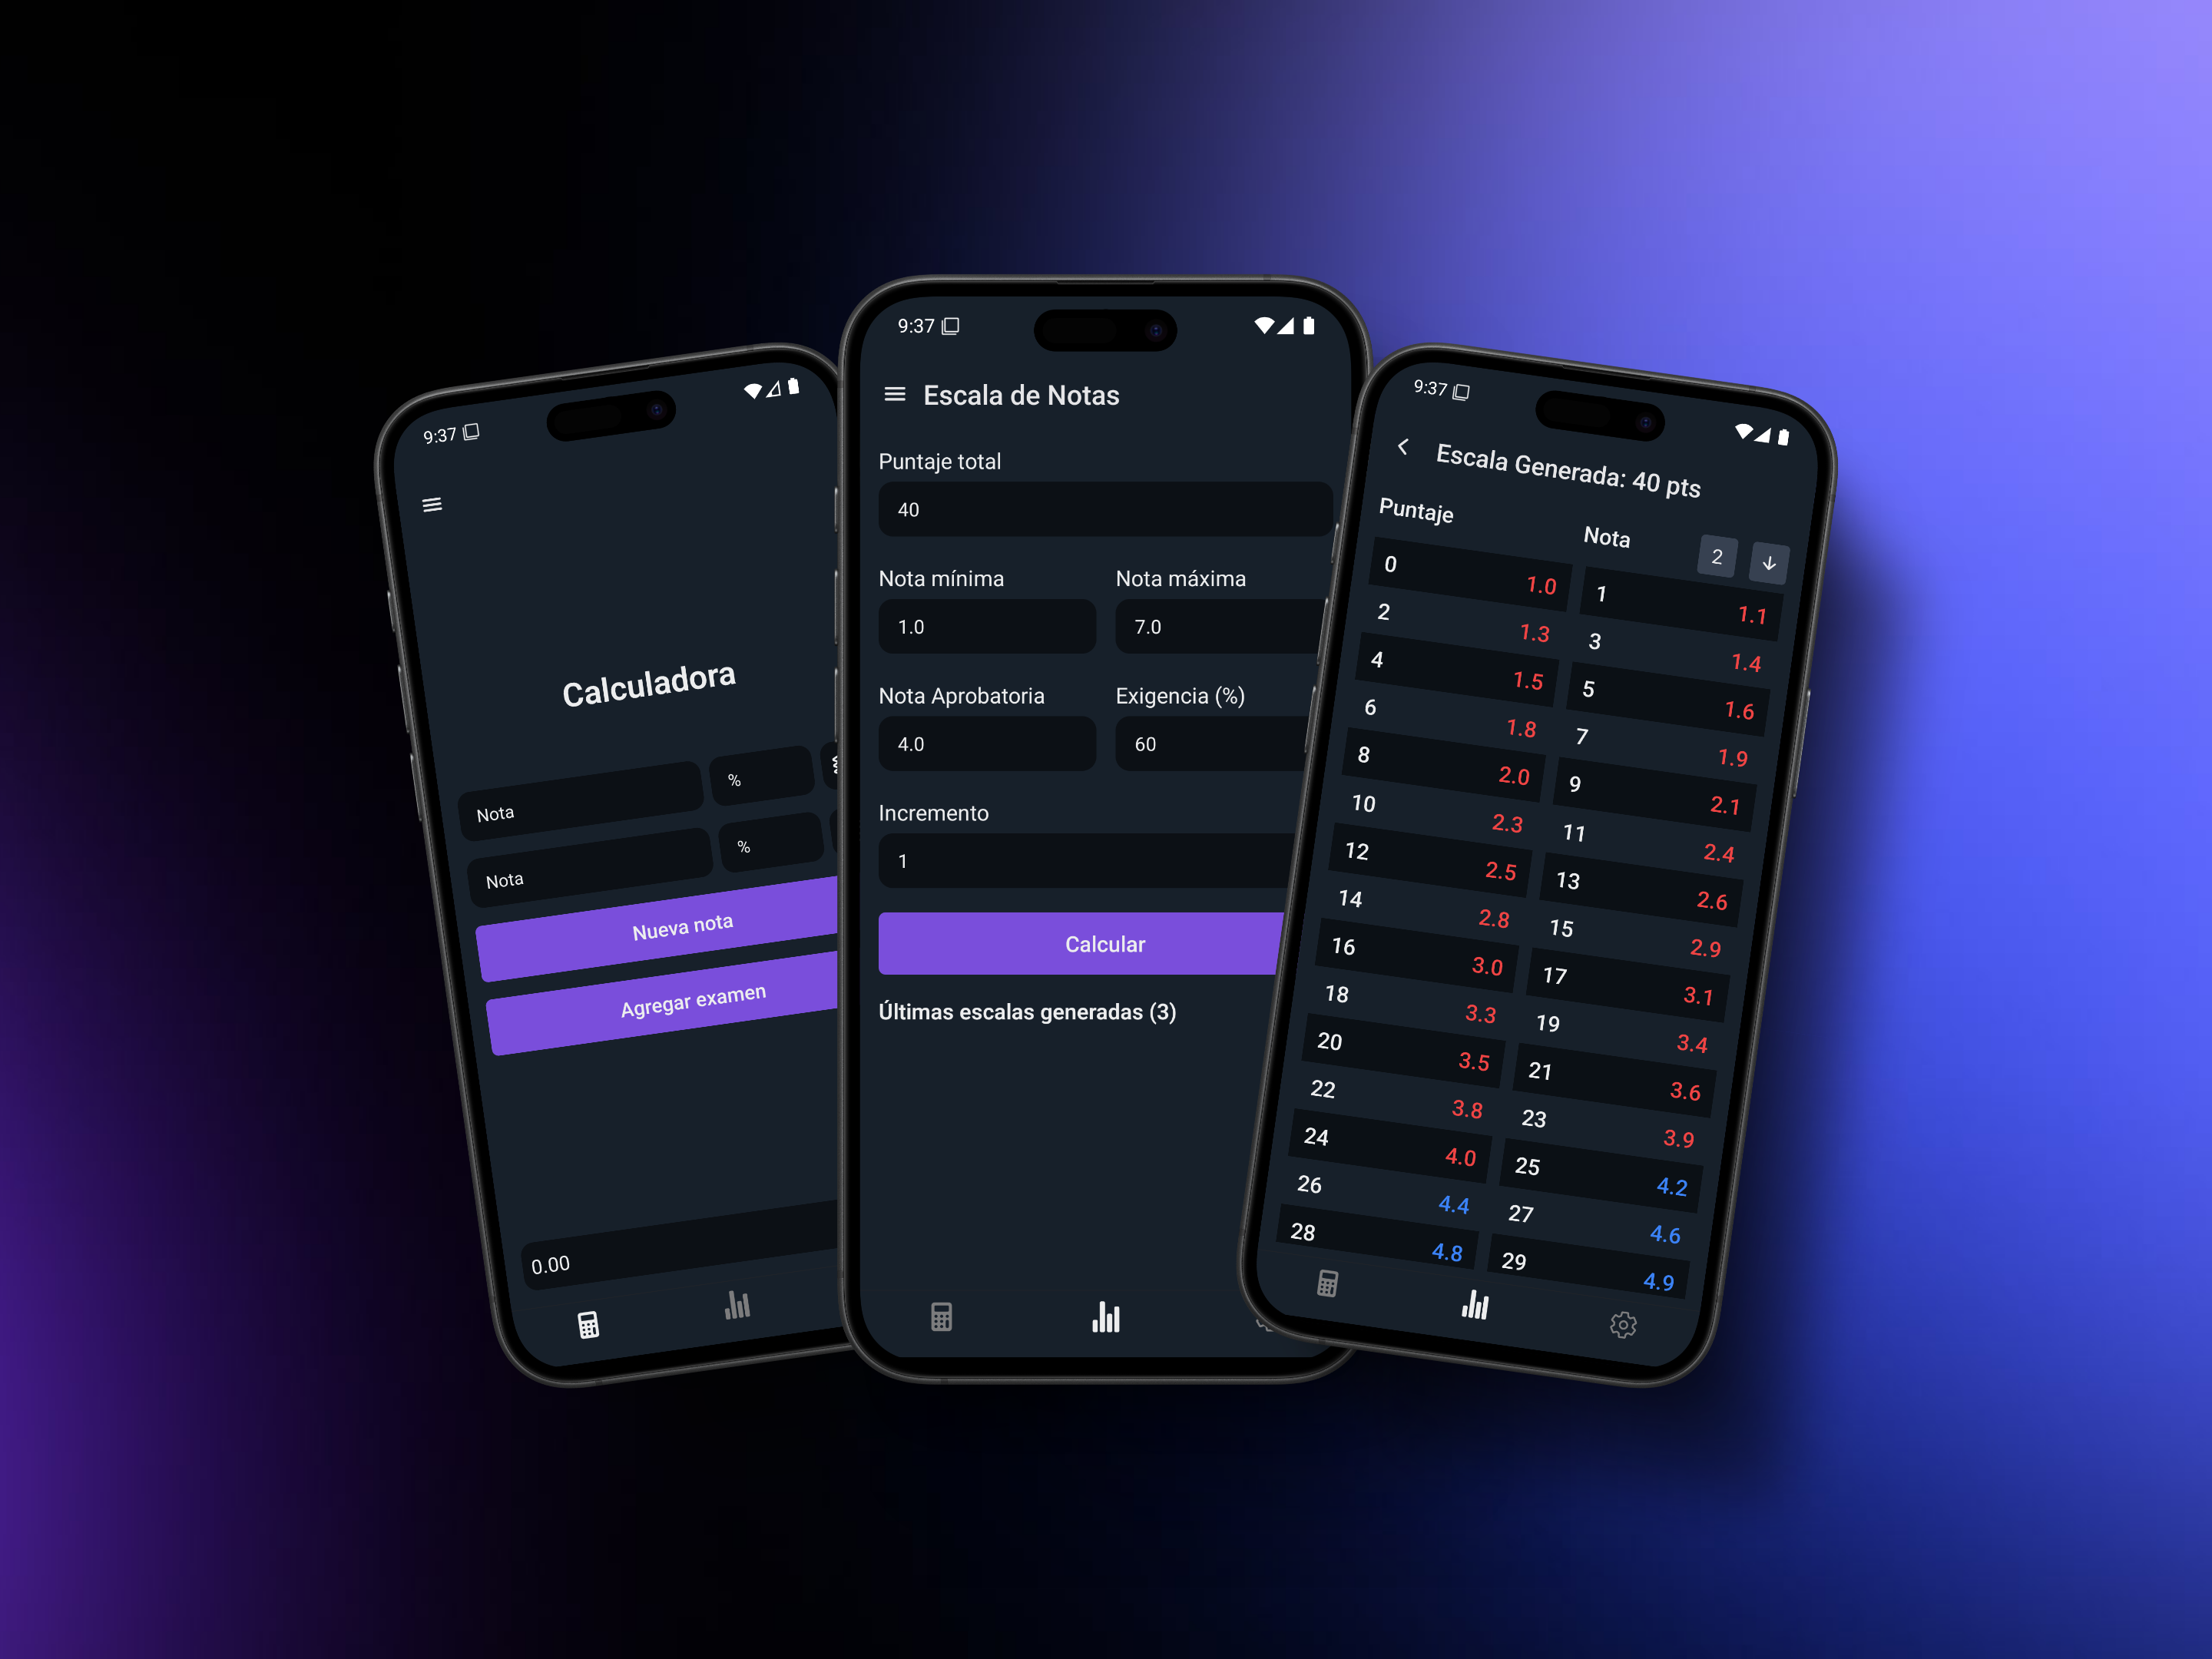 9:37
Calculadora
Nota %
Nota %
Nueva nota
Agregar examen
0.00
9:37
Escala de Notas
Puntaje total
40
Nota mínima Nota máxima
1.0 7.0
Nota Aprobatoria Exigencia (%)
4.0 60
Incremento
1
Calcular
Últimas escalas generadas (3)
9:37
Escala Generada: 40 pts
Puntaje Nota 2
0 1.0 1 1.1
2 1.3 3 1.4
4 1.5 5 1.6
6 1.8 7 1.9
8 2.0 9 2.1
10 2.3 11 2.4
12 2.5 13 2.6
14 2.8 15 2.9
16 3.0 17 3.1
18 3.3 19 3.4
20 3.5 21 3.6
22 3.8 23 3.9
24 4.0 25 4.2
26 4.4 27 4.6
28 4.8 29 4.9